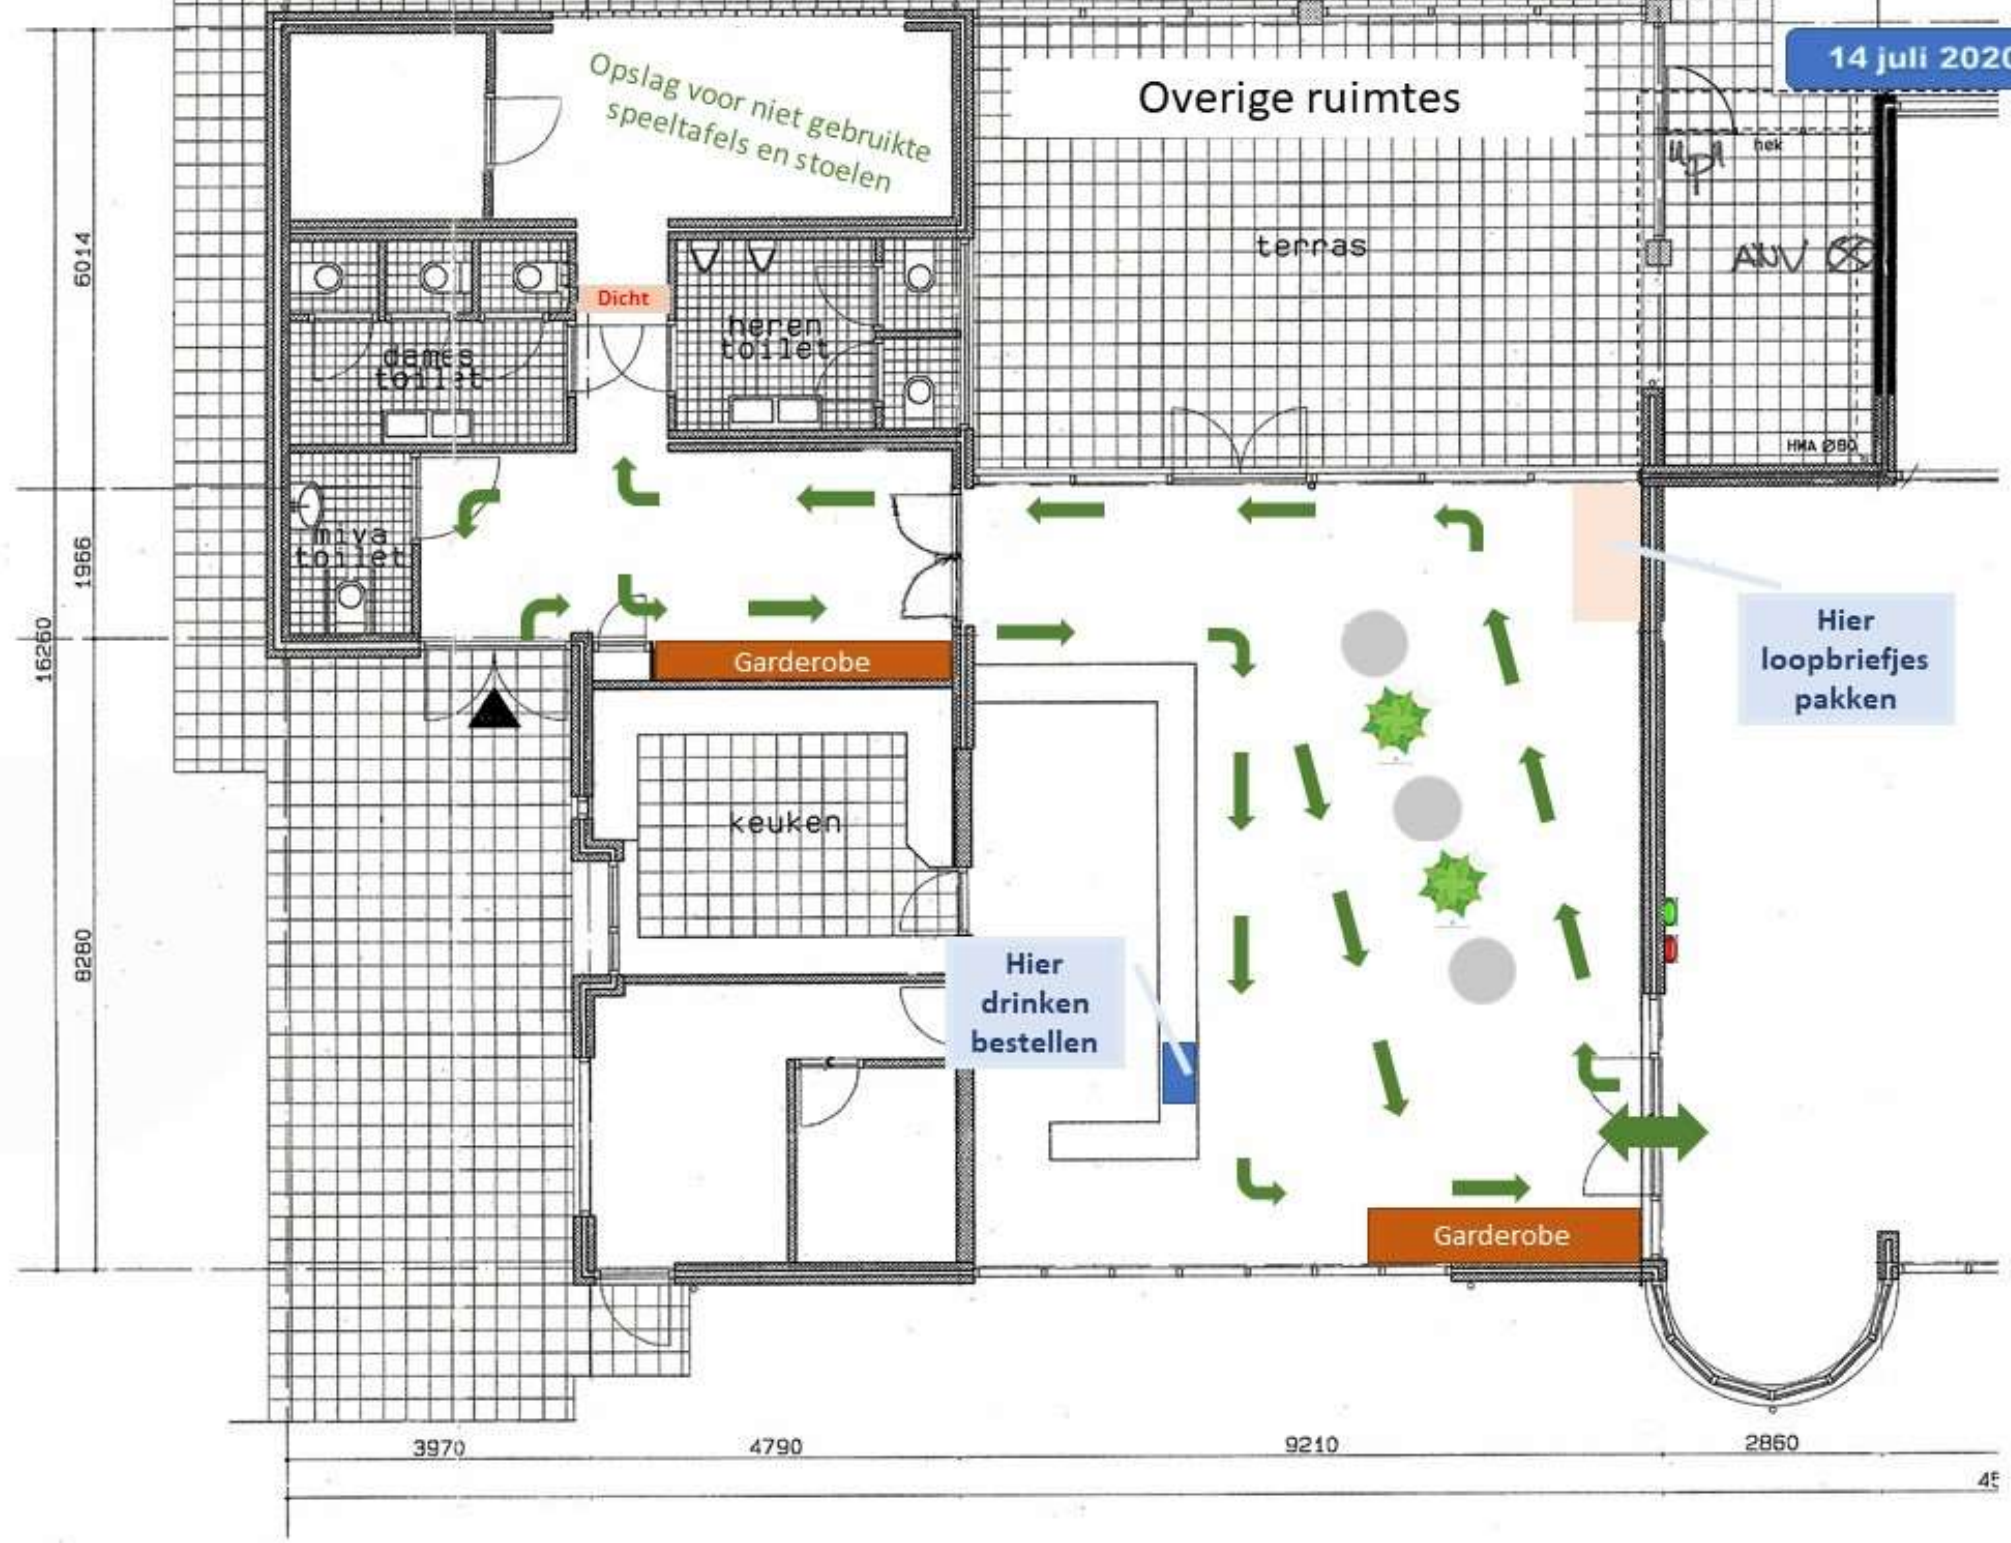 14 juli 2020
Overige ruimtes
Opslag voor niet gebruikte
speeltafels en stoelen
hek
terras
6014
Dicht
heren
toilet
dames
toilet
HWA Ø80
miva
toilet
1966
16260
Hier
loopbriefjes
pakken
Garderobe
keuken
8280
Hier
drinken
bestellen
Garderobe
3970
4790
9210
2860